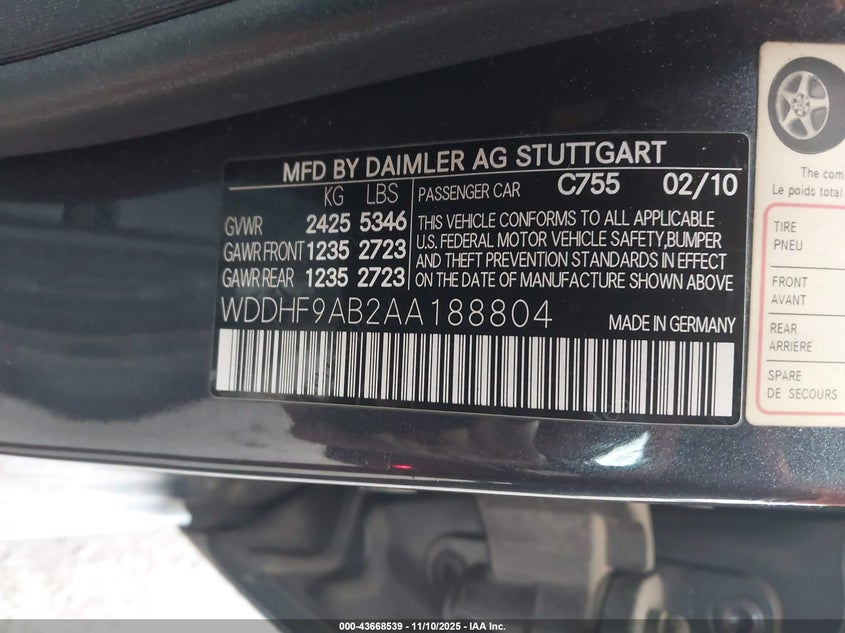 MFD BY DAIMLER AG STUTTGART
KG LBS
GVWR 2425 5346
GAWR FRONT 1235 2723
GAWR REAR 1235 2723
PASSENGER CAR C755 02/10
THIS VEHICLE CONFORMS TO ALL APPLICABLE
U.S. FEDERAL MOTOR VEHICLE SAFETY,BUMPER
AND THEFT PREVENTION STANDARDS IN EFFECT
ON THE DATE OF MANUFACTURE SHOWN ABOVE
WDDHF9AB2AA188804
MADE IN GERMANY
The com
Le poids total
TIRE
PNEU
FRONT
AVANT
REAR
ARRIÈRE
SPARE
DE SECOURS
000-43668539 - 11/10/2025 - IAA Inc.